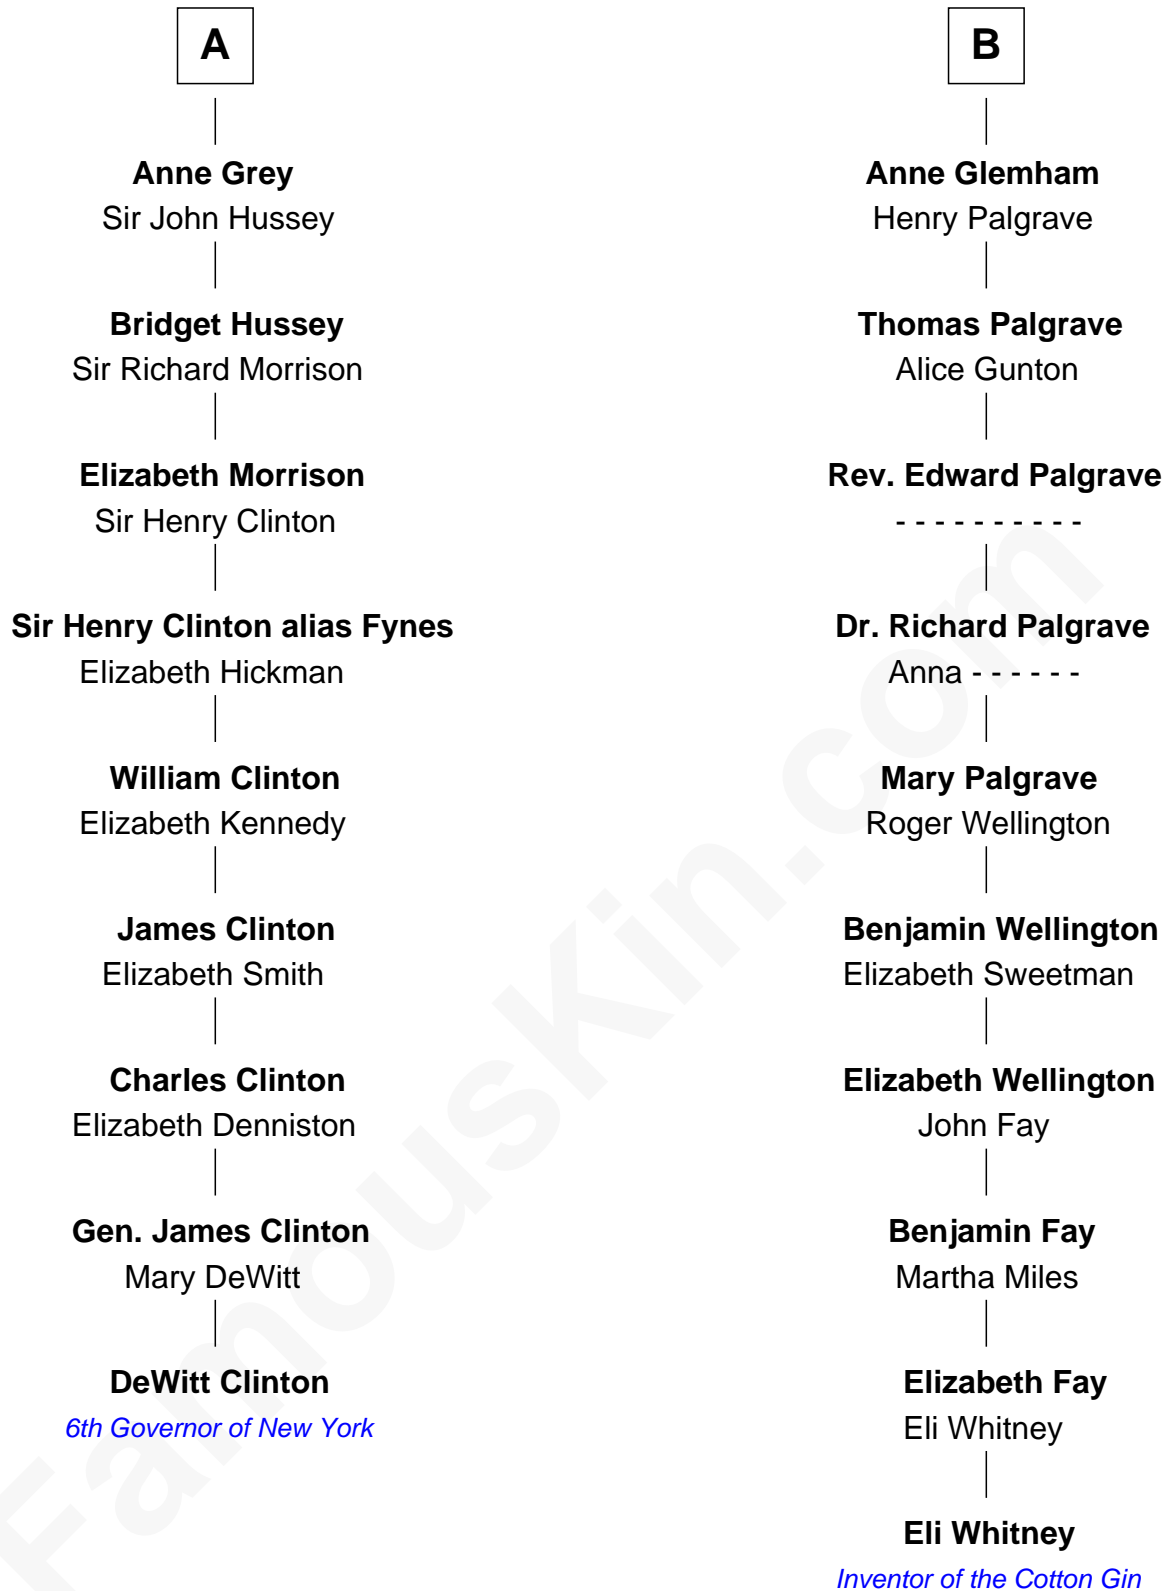 A
Anne Grey
Sir John Hussey
Bridget Hussey
Sir Richard Morrison
Elizabeth Morrison
Sir Henry Clinton
Sir Henry Clinton alias Fynes
Elizabeth Hickman
William Clinton
Elizabeth Kennedy
James Clinton
Elizabeth Smith
Charles Clinton
Elizabeth Denniston
Gen. James Clinton
Mary DeWitt
DeWitt Clinton
6th Governor of New York
B
Anne Glemham
Henry Palgrave
Thomas Palgrave
Alice Gunton
Rev. Edward Palgrave
- - - - - - - - - -
Dr. Richard Palgrave
Anna - - - - - -
Mary Palgrave
Roger Wellington
Benjamin Wellington
Elizabeth Sweetman
Elizabeth Wellington
John Fay
Benjamin Fay
Martha Miles
Elizabeth Fay
Eli Whitney
Eli Whitney
Inventor of the Cotton Gin
FamousKin.com